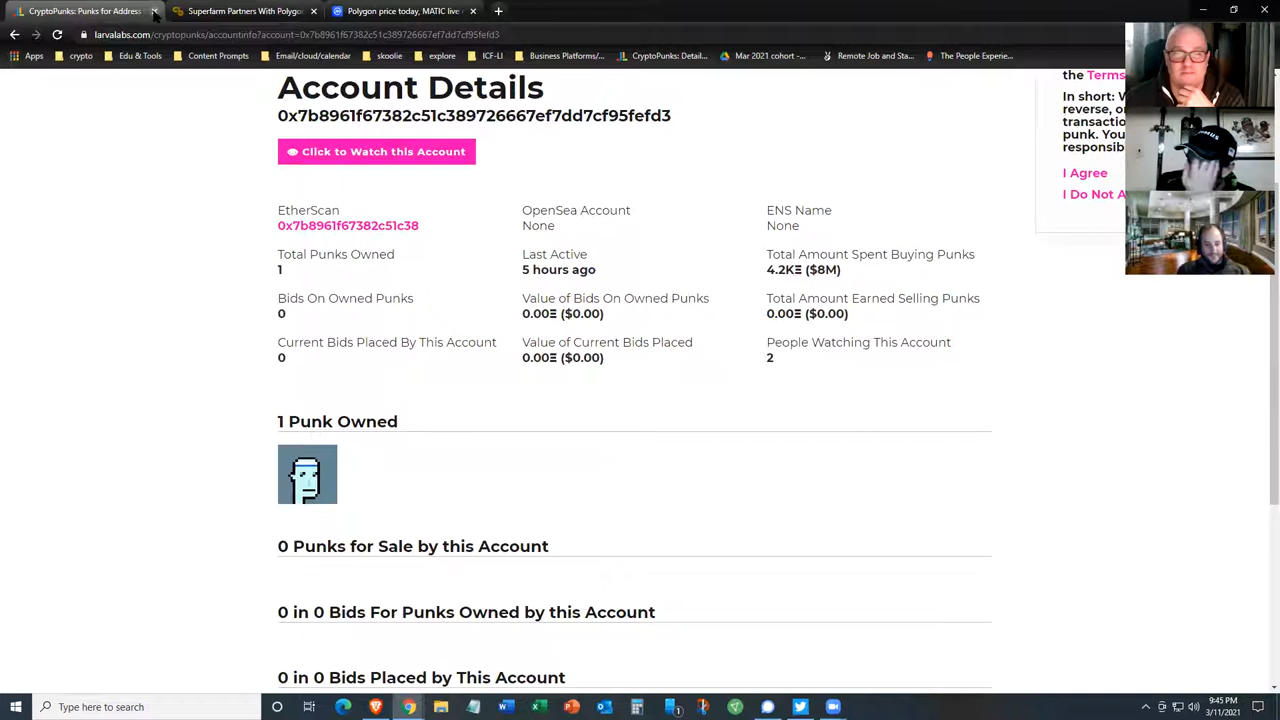 CryptoPunks: Punks for Address
Superfarm Partners With Polygo
Polygon price today, MATIC live
larvalabs.com/cryptopunks/accountinfo?account=0x7b8961f67382c51c389726667ef7dd7cf95fefd3
Apps crypto Edu & Tools Content Prompts Email/cloud/calendar skoolie explore ICF-LI Business Platforms/... CryptoPunks: Detail... Mar 2021 crypto -... Remote Job and Sta... The People Experie...
Account Details
0x7b8961f67382c51c389726667ef7dd7cf95fefd3
Click to Watch this Account
EtherScan
0x7b8961f67382c51c38
OpenSea Account
None
ENS Name
None
Total Punks Owned
1
Last Active
5 hours ago
Total Amount Spent Buying Punks
4.2KΞ ($8M)
Bids On Owned Punks
0
Value of Bids On Owned Punks
0.00Ξ ($0.00)
Total Amount Earned Selling Punks
0.00Ξ ($0.00)
Current Bids Placed By This Account
0
Value of Current Bids Placed
0.00Ξ ($0.00)
People Watching This Account
2
1 Punk Owned
0 Punks for Sale by this Account
0 in 0 Bids For Punks Owned by this Account
0 in 0 Bids Placed by This Account
the Terms
In short: W
reverse, o
transactio
punk. You
responsib
I Agree
I Do Not A
Type here to search
9:45 PM
3/11/2021